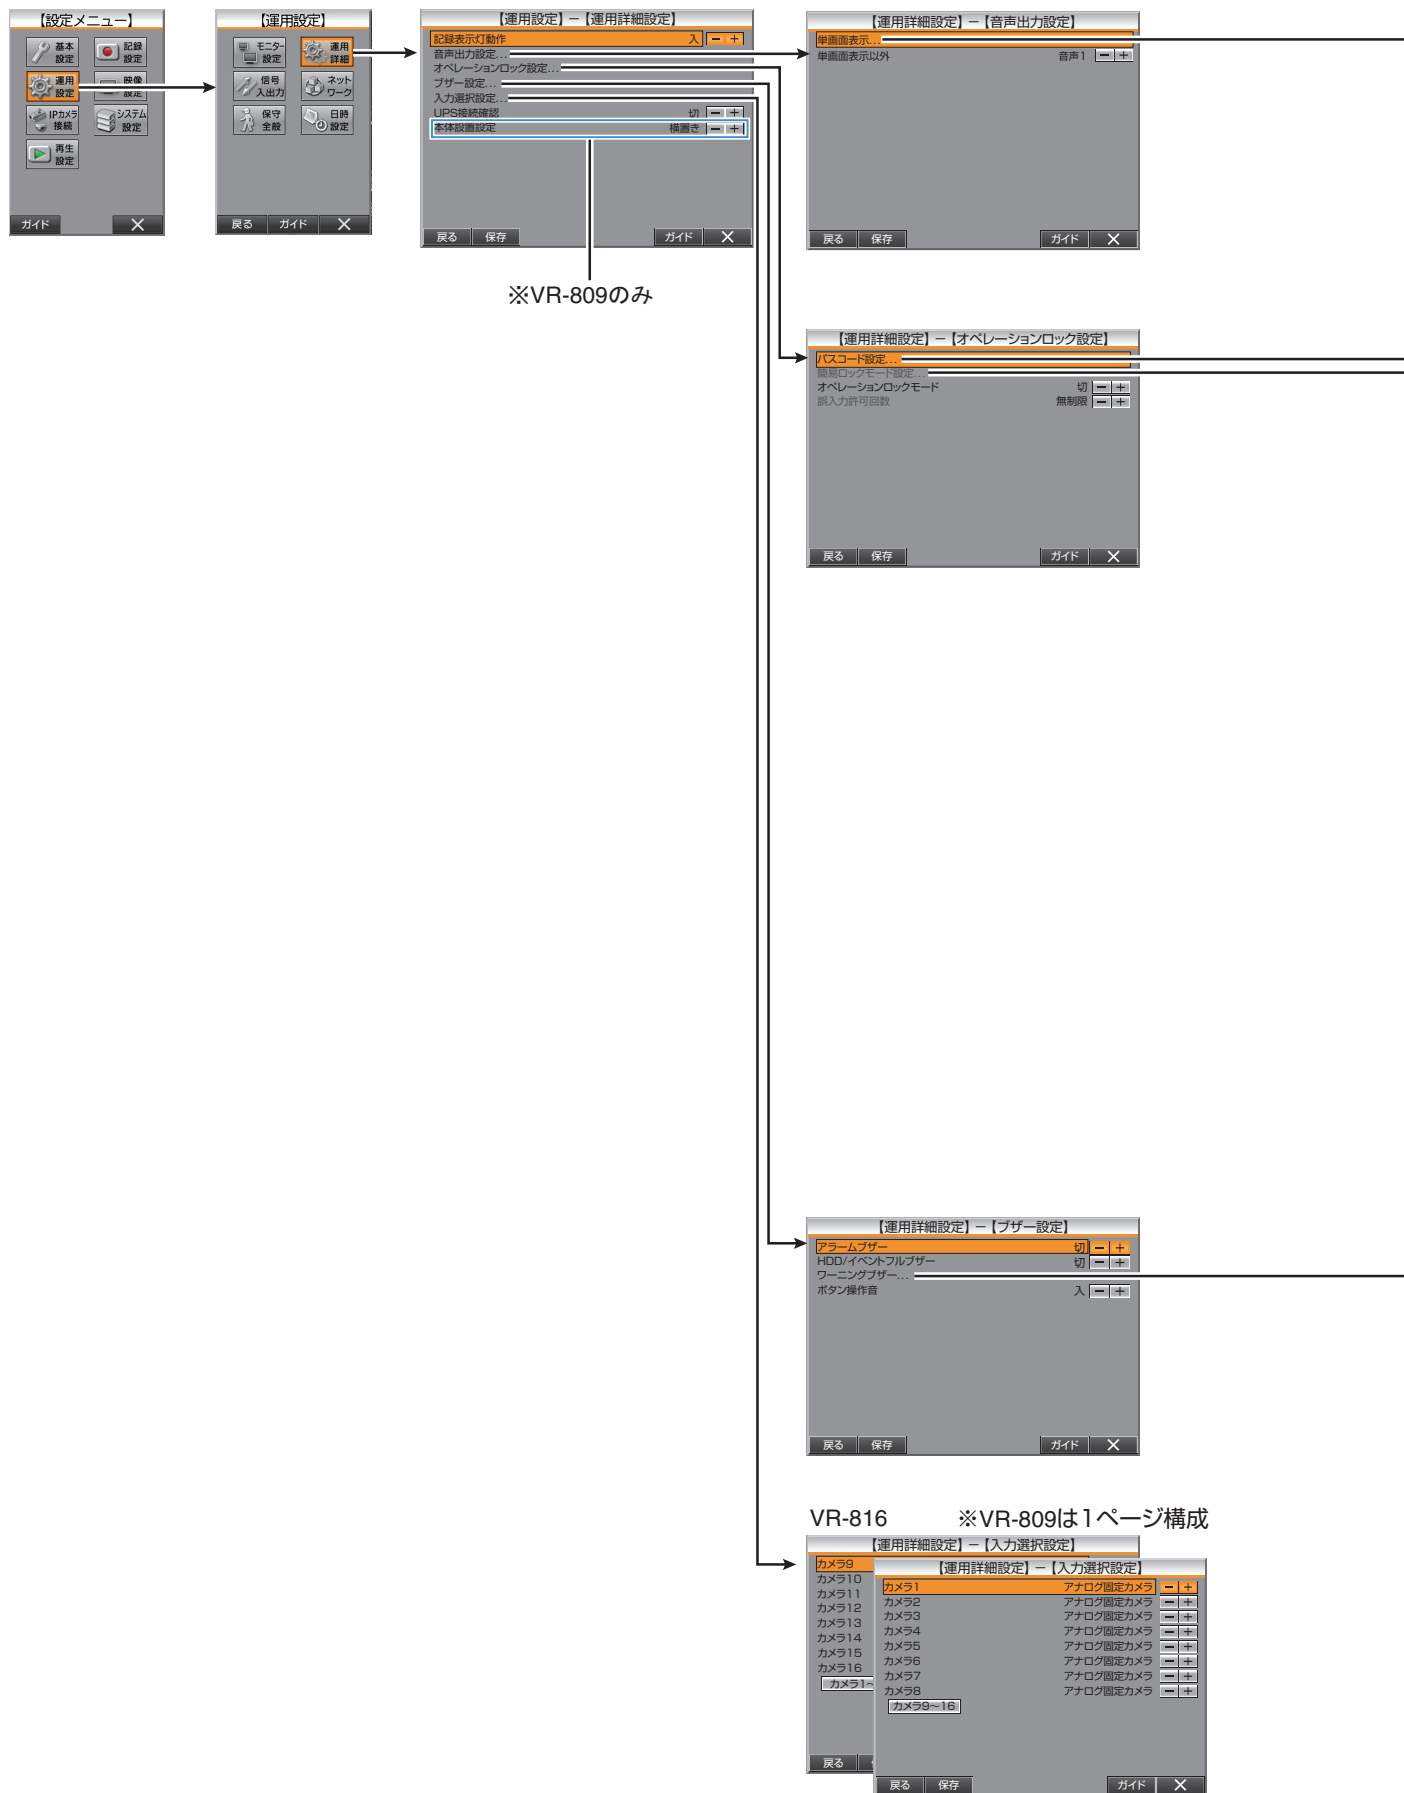 【設定メニュー】
基本設定
記録設定
運用設定
映像設定
IPカメラ接続
システム設定
再生設定
ガイド ×
【運用設定】
モニター設定
運用詳細
信号入出力
ネットワーク
保守全般
日時設定
戻る ガイド ×
【運用設定】－【運用詳細設定】
記録表示灯動作 入 － ＋
音声出力設定...
オペレーションロック設定...
ブザー設定...
入力選択設定...
UPS接続確認 切 － ＋
本体設置設定 横置き － ＋
戻る 保存 ガイド ×
※VR-809のみ
【運用詳細設定】－【音声出力設定】
単画面表示...
単画面表示以外 音声1 － ＋
戻る 保存 ガイド ×
【運用詳細設定】－【オペレーションロック設定】
パスコード設定...
簡易ロックモード設定...
オペレーションロックモード 切 － ＋
誤入力許可回数 無制限 － ＋
戻る 保存 ガイド ×
【運用詳細設定】－【ブザー設定】
アラームブザー 切 － ＋
HDD/イベントフルブザー 切 － ＋
ワーニングブザー...
ボタン操作音 入 － ＋
戻る 保存 ガイド ×
VR-816 ※VR-809は1ページ構成
【運用詳細設定】－【入力選択設定】
カメラ9
カメラ10
カメラ11
カメラ12
カメラ13
カメラ14
カメラ15
カメラ16
カメラ1～
戻る
【運用詳細設定】－【入力選択設定】
カメラ1 アナログ固定カメラ － ＋
カメラ2 アナログ固定カメラ － ＋
カメラ3 アナログ固定カメラ － ＋
カメラ4 アナログ固定カメラ － ＋
カメラ5 アナログ固定カメラ － ＋
カメラ6 アナログ固定カメラ － ＋
カメラ7 アナログ固定カメラ － ＋
カメラ8 アナログ固定カメラ － ＋
カメラ9～16
戻る 保存 ガイド ×